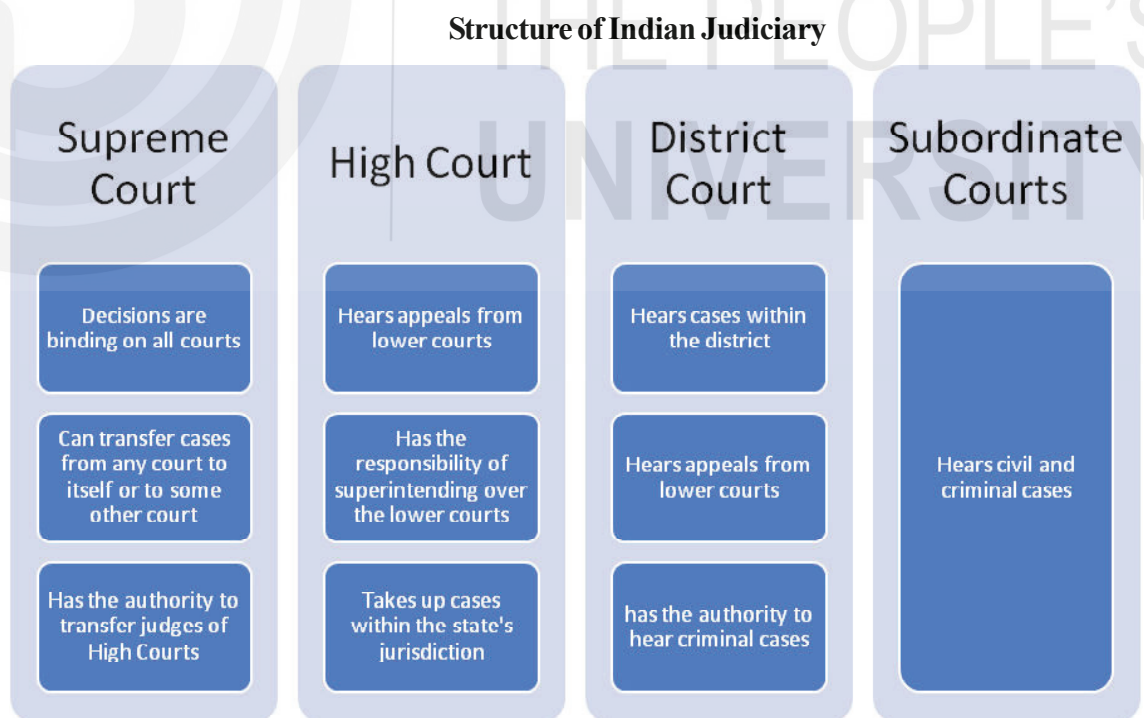 Structure of Indian Judiciary
THE PEOPLE'S
UNIVERSITY
Supreme
Court
Decisions are
binding on all courts
Can transfer cases
from any court to
itself or to some
other court
Has the authority to
transfer judges of
High Courts
High Court
Hears appeals from
lower courts
Has the
responsibility of
superintending over
the lower courts
Takes up cases
within the state's
jurisdiction
District
Court
Hears cases within
the district
Hears appeals from
lower courts
has the authority to
hear criminal cases
Subordinate
Courts
Hears civil and
criminal cases